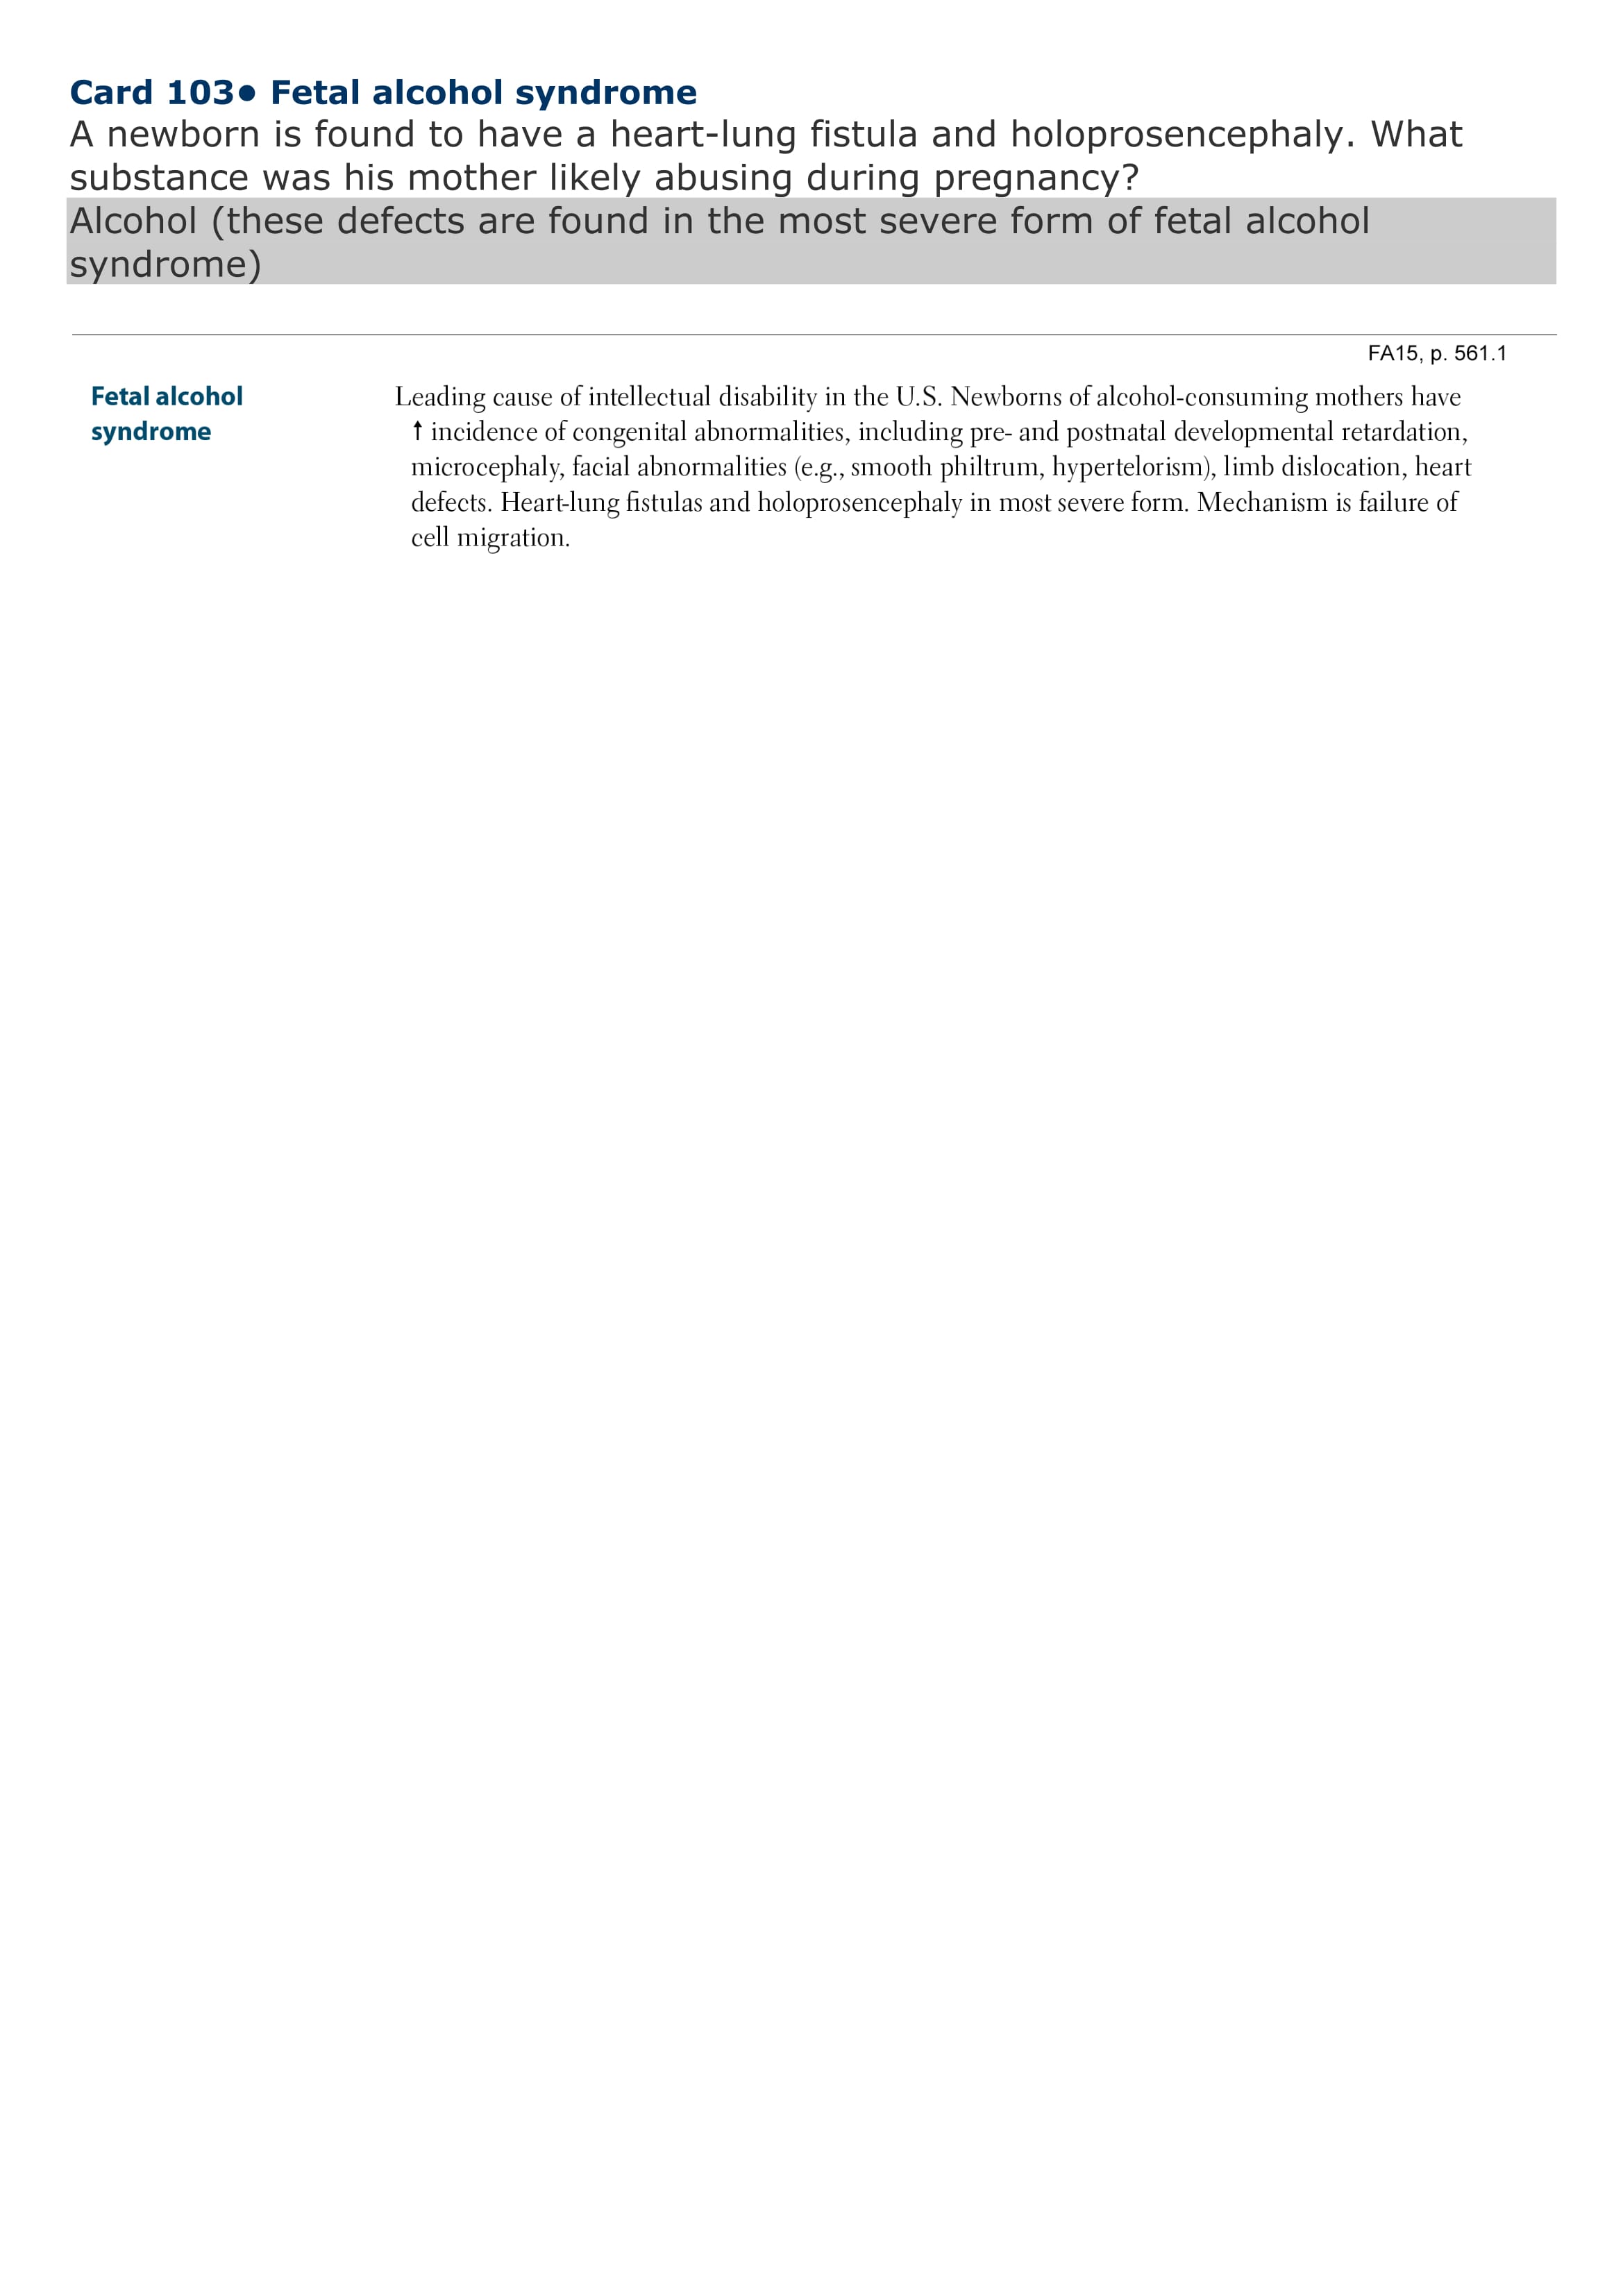 Card 103● Fetal alcohol syndrome
A newborn is found to have a heart-lung fistula and holoprosencephaly. What
substance was his mother likely abusing during pregnancy?
Alcohol (these defects are found in the most severe form of fetal alcohol
syndrome)
FA15, p. 561.1
Fetal alcohol
syndrome
Leading cause of intellectual disability in the U.S. Newborns of alcohol-consuming mothers have
↑ incidence of congenital abnormalities, including pre- and postnatal developmental retardation,
microcephaly, facial abnormalities (e.g., smooth philtrum, hypertelorism), limb dislocation, heart
defects. Heart-lung fistulas and holoprosencephaly in most severe form. Mechanism is failure of
cell migration.